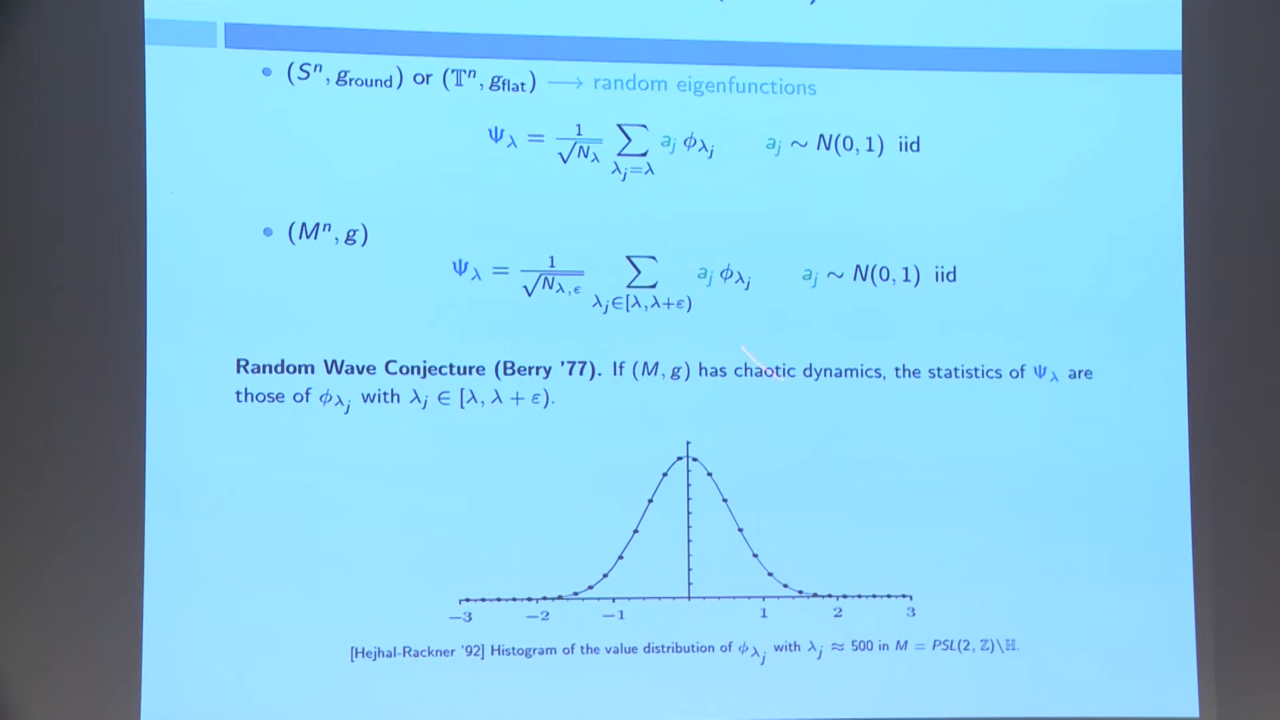 • (Sⁿ, g_round) or (𝕋ⁿ, g_flat) ⟶ random eigenfunctions
Ψ_λ = 1/√N_λ ∑_{λ_j=λ} a_j ϕ_{λ_j} a_j ∼ N(0, 1) iid
• (Mⁿ, g)
Ψ_λ = 1/√N_{λ,ε} ∑_{λ_j∈[λ,λ+ε)} a_j ϕ_{λ_j} a_j ∼ N(0, 1) iid
Random Wave Conjecture (Berry '77). If (M, g) has chaotic dynamics, the statistics of Ψ_λ are
those of ϕ_{λ_j} with λ_j ∈ [λ, λ + ε).
−3 −2 −1 1 2 3
[Hejhal-Rackner '92] Histogram of the value distribution of ϕ_{λ_j} with λ_j ≈ 500 in M = PSL(2, ℤ)\ℍ.